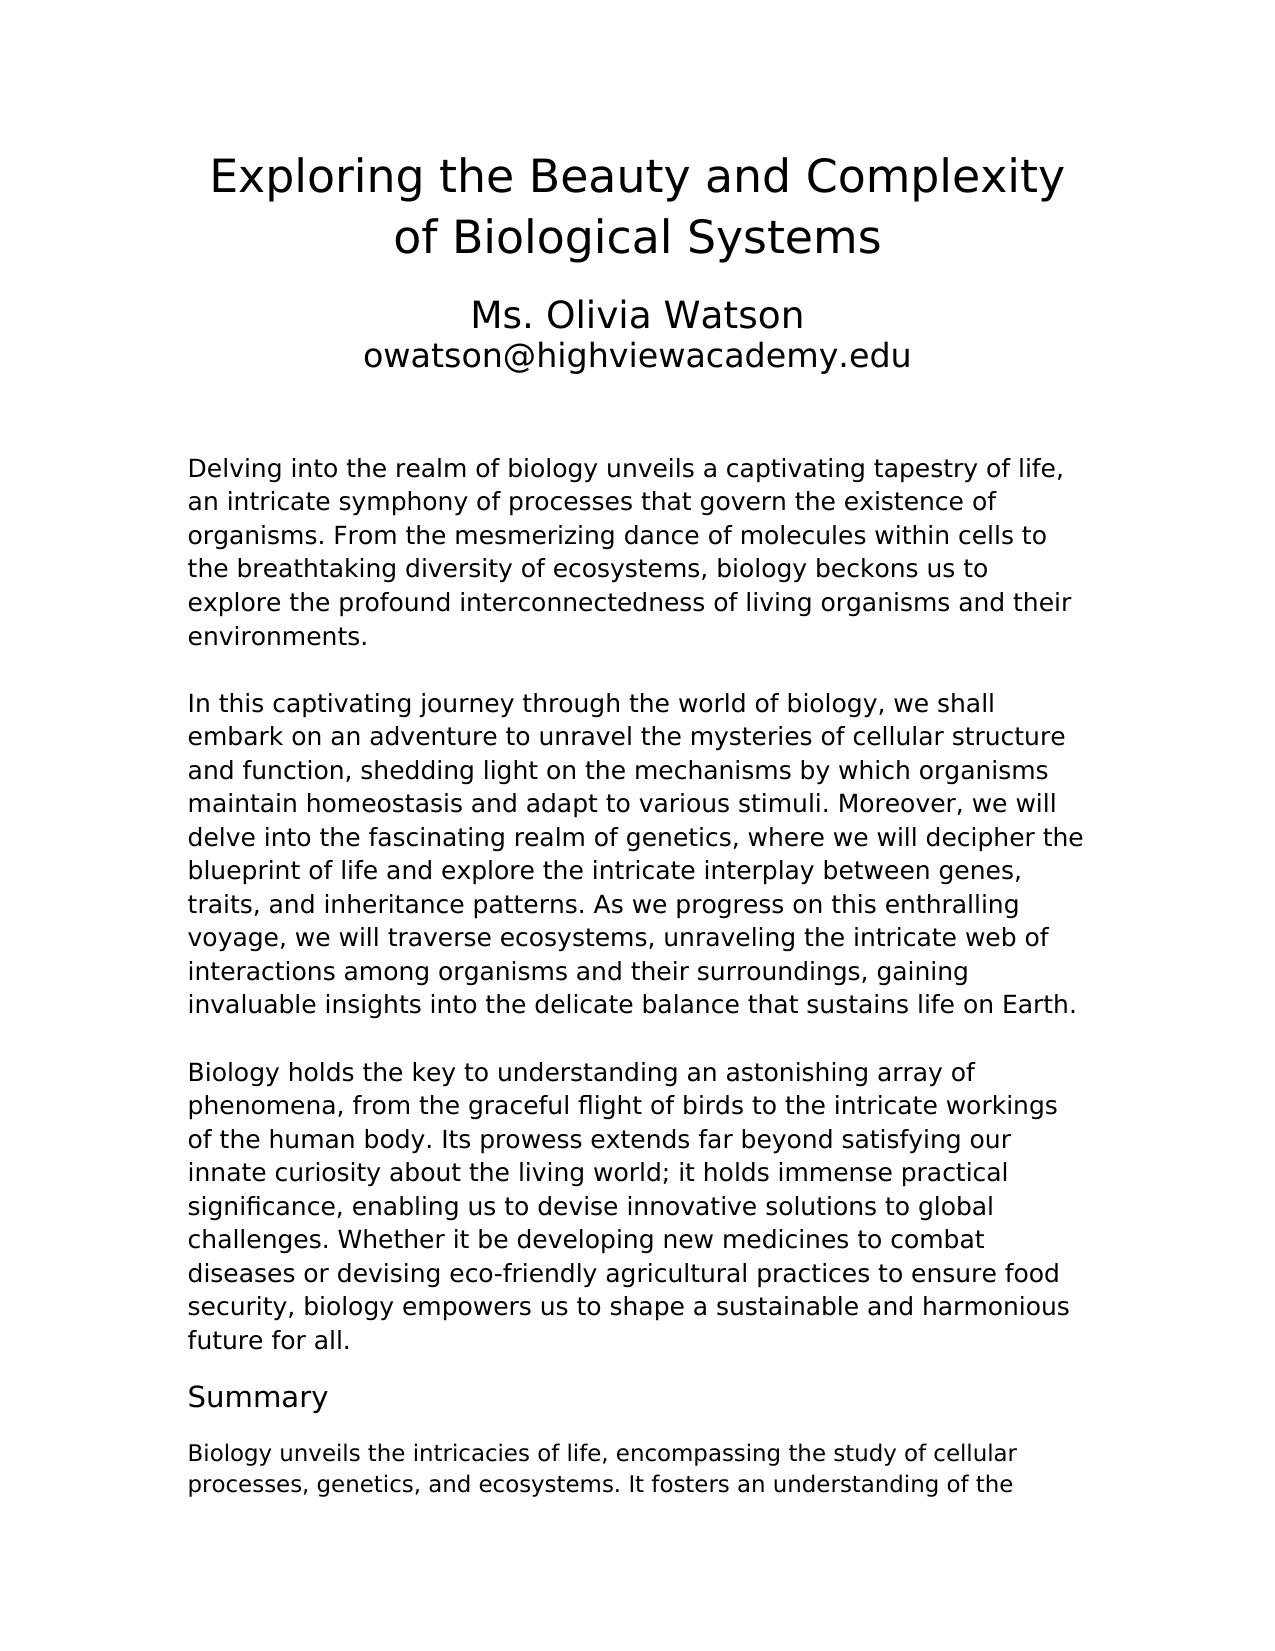 Exploring the Beauty and Complexity
of Biological Systems
Ms. Olivia Watson
owatson@highviewacademy.edu
Delving into the realm of biology unveils a captivating tapestry of life,
an intricate symphony of processes that govern the existence of
organisms. From the mesmerizing dance of molecules within cells to
the breathtaking diversity of ecosystems, biology beckons us to
explore the profound interconnectedness of living organisms and their
environments.
In this captivating journey through the world of biology, we shall
embark on an adventure to unravel the mysteries of cellular structure
and function, shedding light on the mechanisms by which organisms
maintain homeostasis and adapt to various stimuli. Moreover, we will
delve into the fascinating realm of genetics, where we will decipher the
blueprint of life and explore the intricate interplay between genes,
traits, and inheritance patterns. As we progress on this enthralling
voyage, we will traverse ecosystems, unraveling the intricate web of
interactions among organisms and their surroundings, gaining
invaluable insights into the delicate balance that sustains life on Earth.
Biology holds the key to understanding an astonishing array of
phenomena, from the graceful flight of birds to the intricate workings
of the human body. Its prowess extends far beyond satisfying our
innate curiosity about the living world; it holds immense practical
significance, enabling us to devise innovative solutions to global
challenges. Whether it be developing new medicines to combat
diseases or devising eco-friendly agricultural practices to ensure food
security, biology empowers us to shape a sustainable and harmonious
future for all.
Summary
Biology unveils the intricacies of life, encompassing the study of cellular
processes, genetics, and ecosystems. It fosters an understanding of the